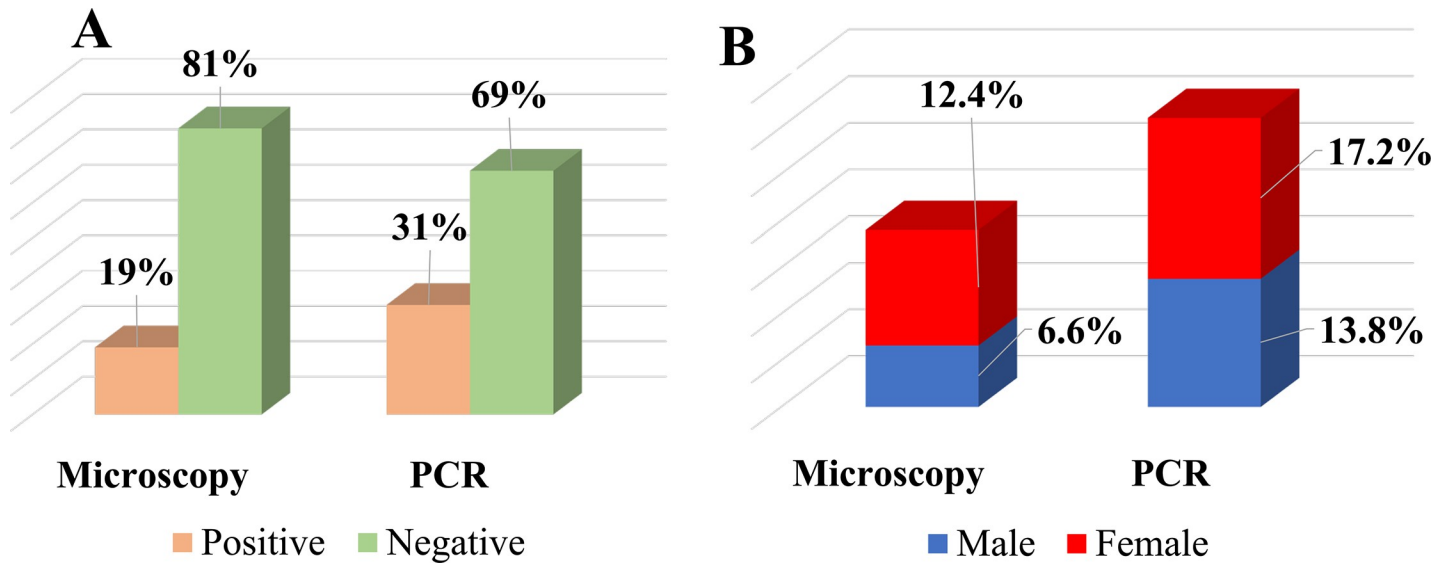 A
81%
69%
31%
19%
Microscopy PCR
Positive Negative
B
12.4%
17.2%
6.6%
13.8%
Microscopy PCR
Male Female